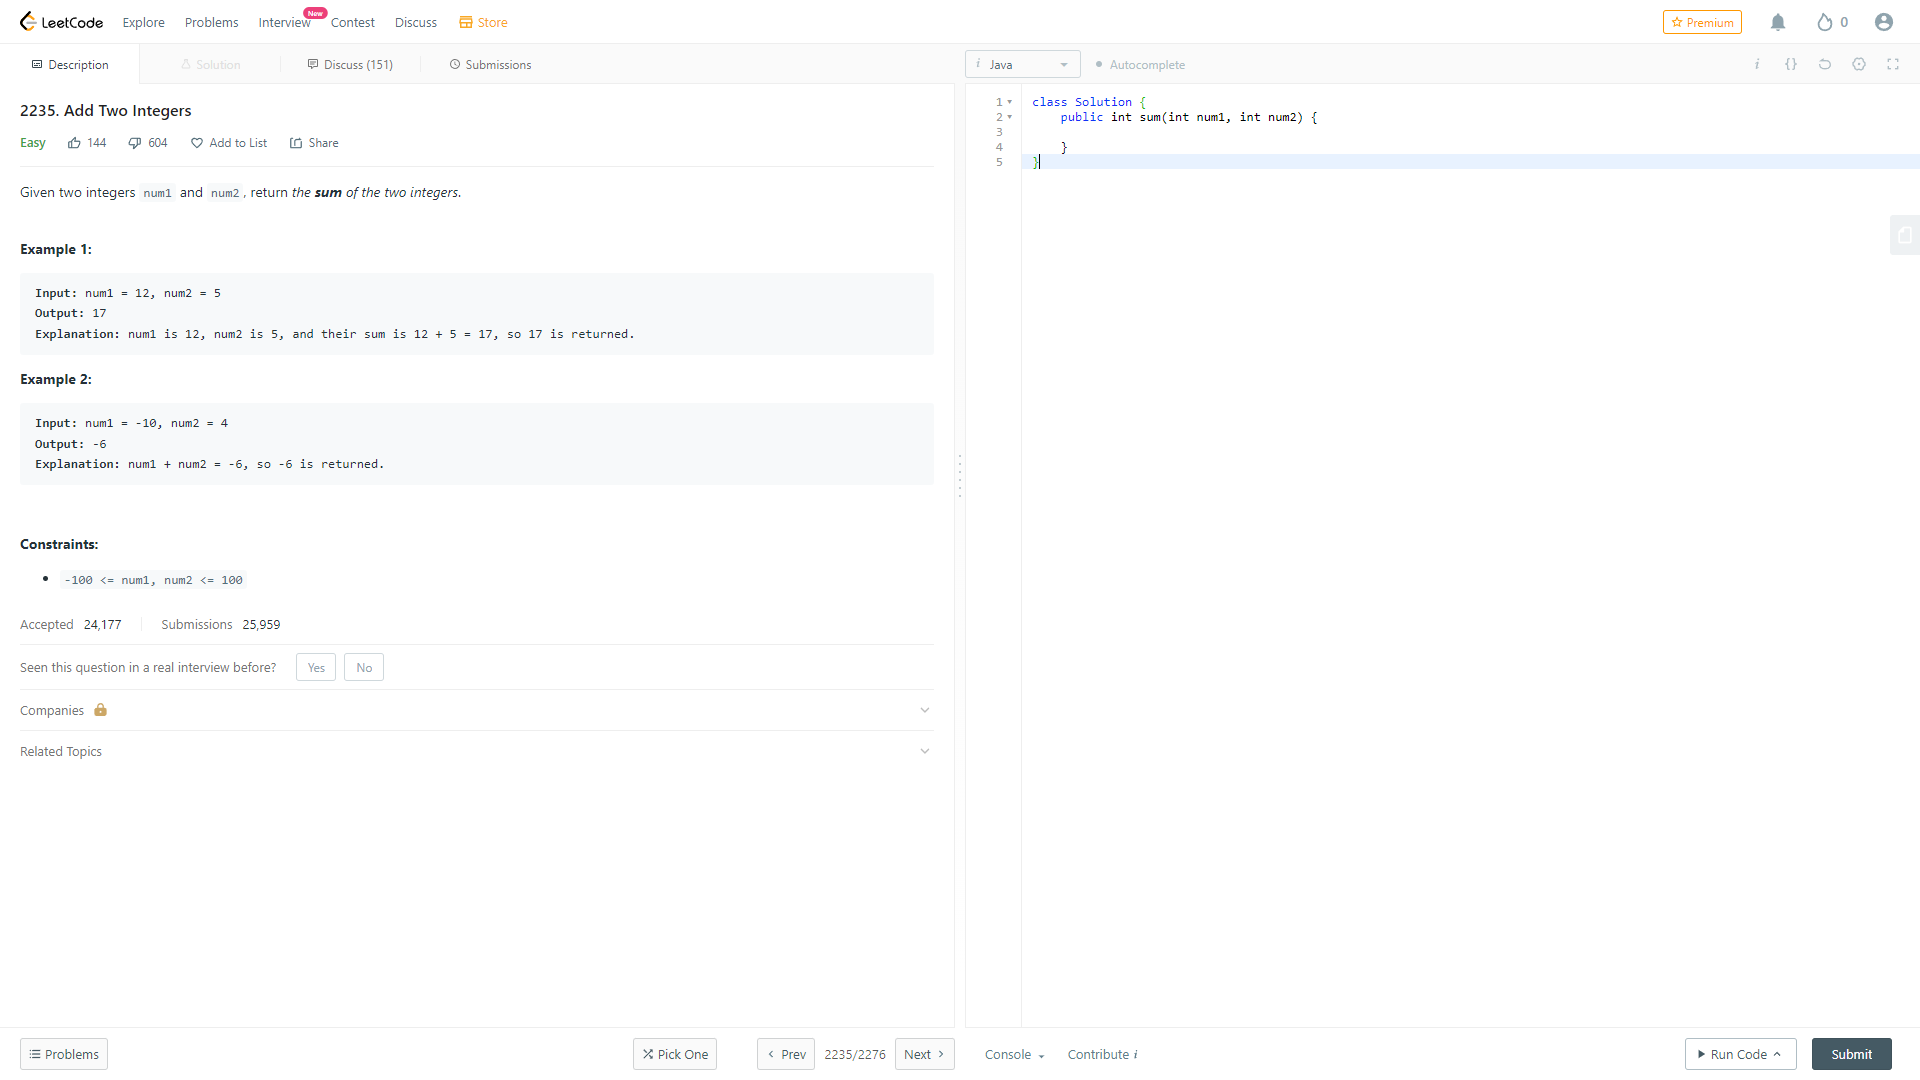 LeetCode Explore Problems Interview New Contest Discuss Store Premium 0
Description Solution Discuss (151) Submissions
i Java Autocomplete i {}
2235. Add Two Integers
Easy 144 604 Add to List Share
Given two integers num1 and num2, return the sum of the two integers.
Example 1:
Input: num1 = 12, num2 = 5
Output: 17
Explanation: num1 is 12, num2 is 5, and their sum is 12 + 5 = 17, so 17 is returned.
Example 2:
Input: num1 = -10, num2 = 4
Output: -6
Explanation: num1 + num2 = -6, so -6 is returned.
Constraints:
-100 <= num1, num2 <= 100
Accepted 24,177 Submissions 25,959
Seen this question in a real interview before? Yes No
Companies
Related Topics
1 class Solution {
2 public int sum(int num1, int num2) {
3
4 }
5 }
Problems Pick One Prev 2235/2276 Next Console Contribute i Run Code Submit